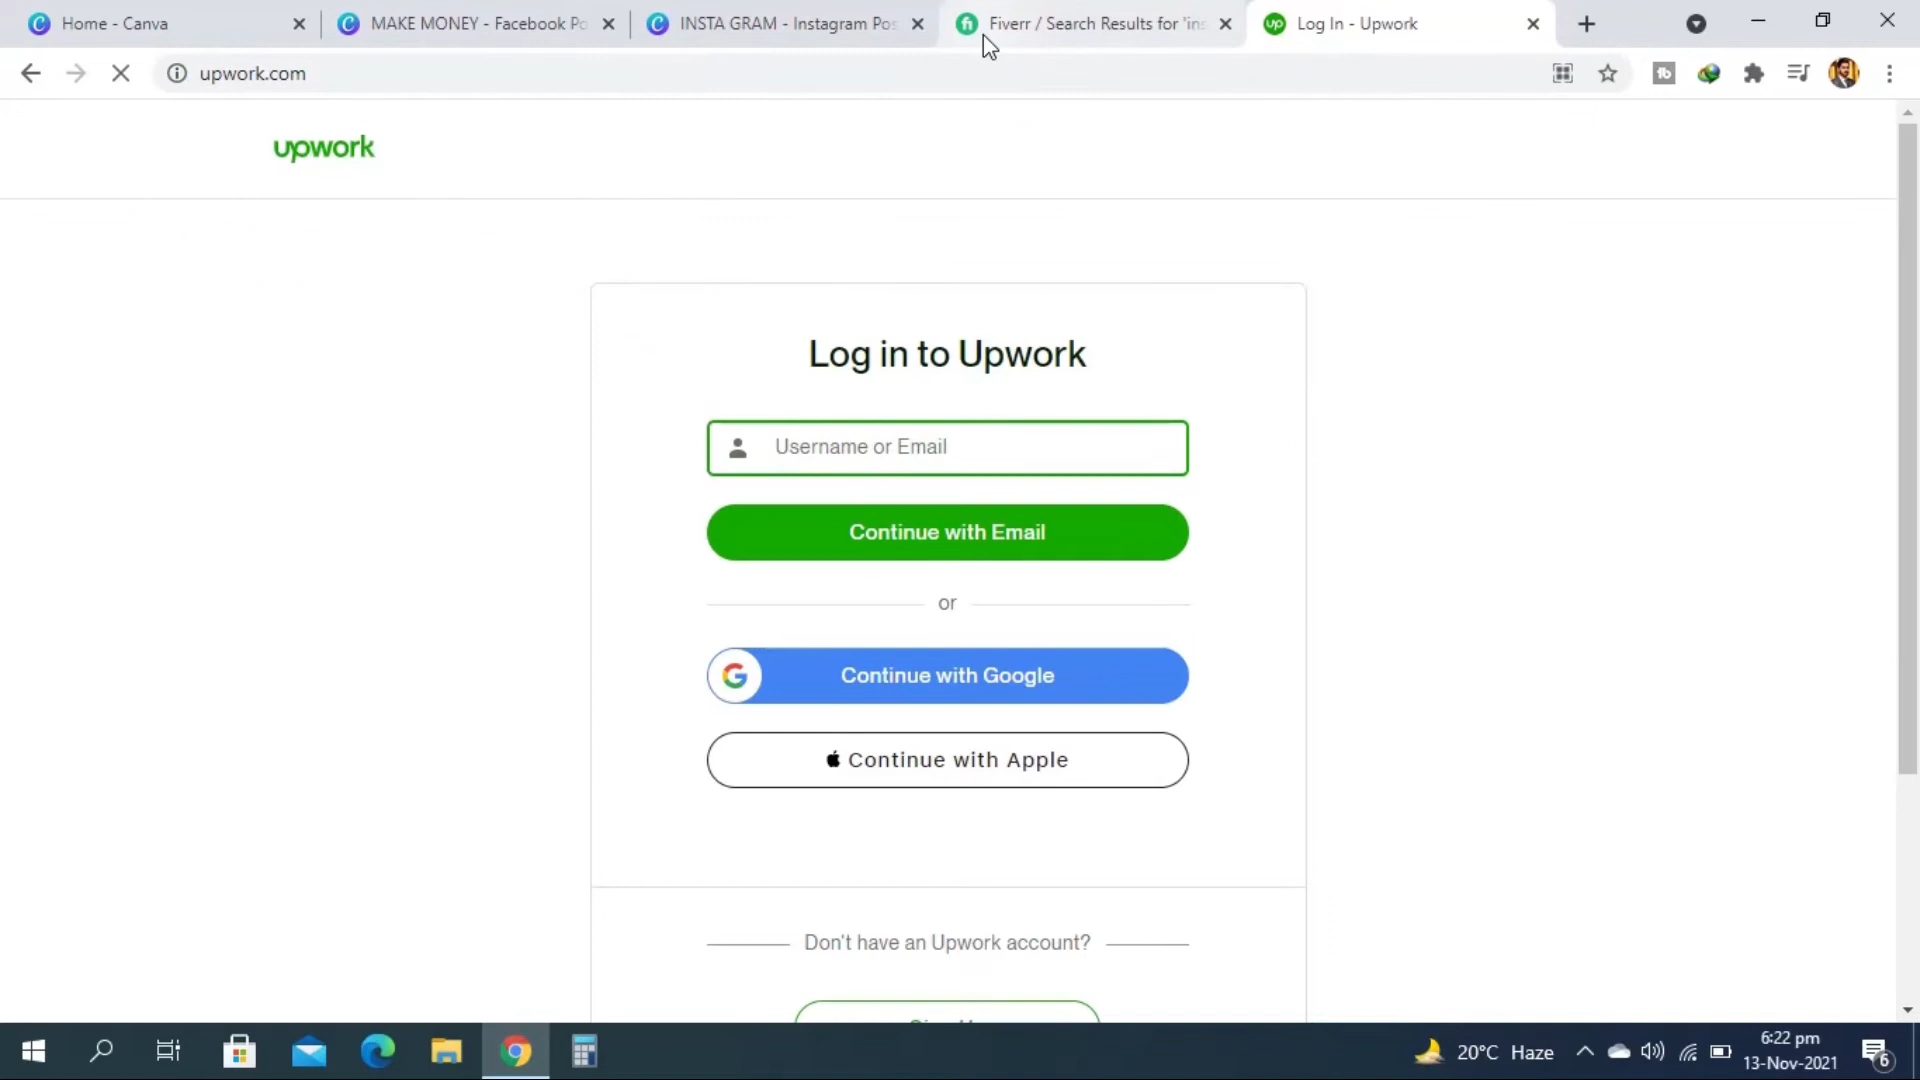 Home - Canva
MAKE MONEY - Facebook Po
INSTA GRAM - Instagram Pos
Fiverr / Search Results for 'ins
Log In - Upwork
upwork.com
upwork
Log in to Upwork
Username or Email
Continue with Email
or
Continue with Google
Continue with Apple
Don't have an Upwork account?
20°C Haze
6:22 pm
13-Nov-2021
6